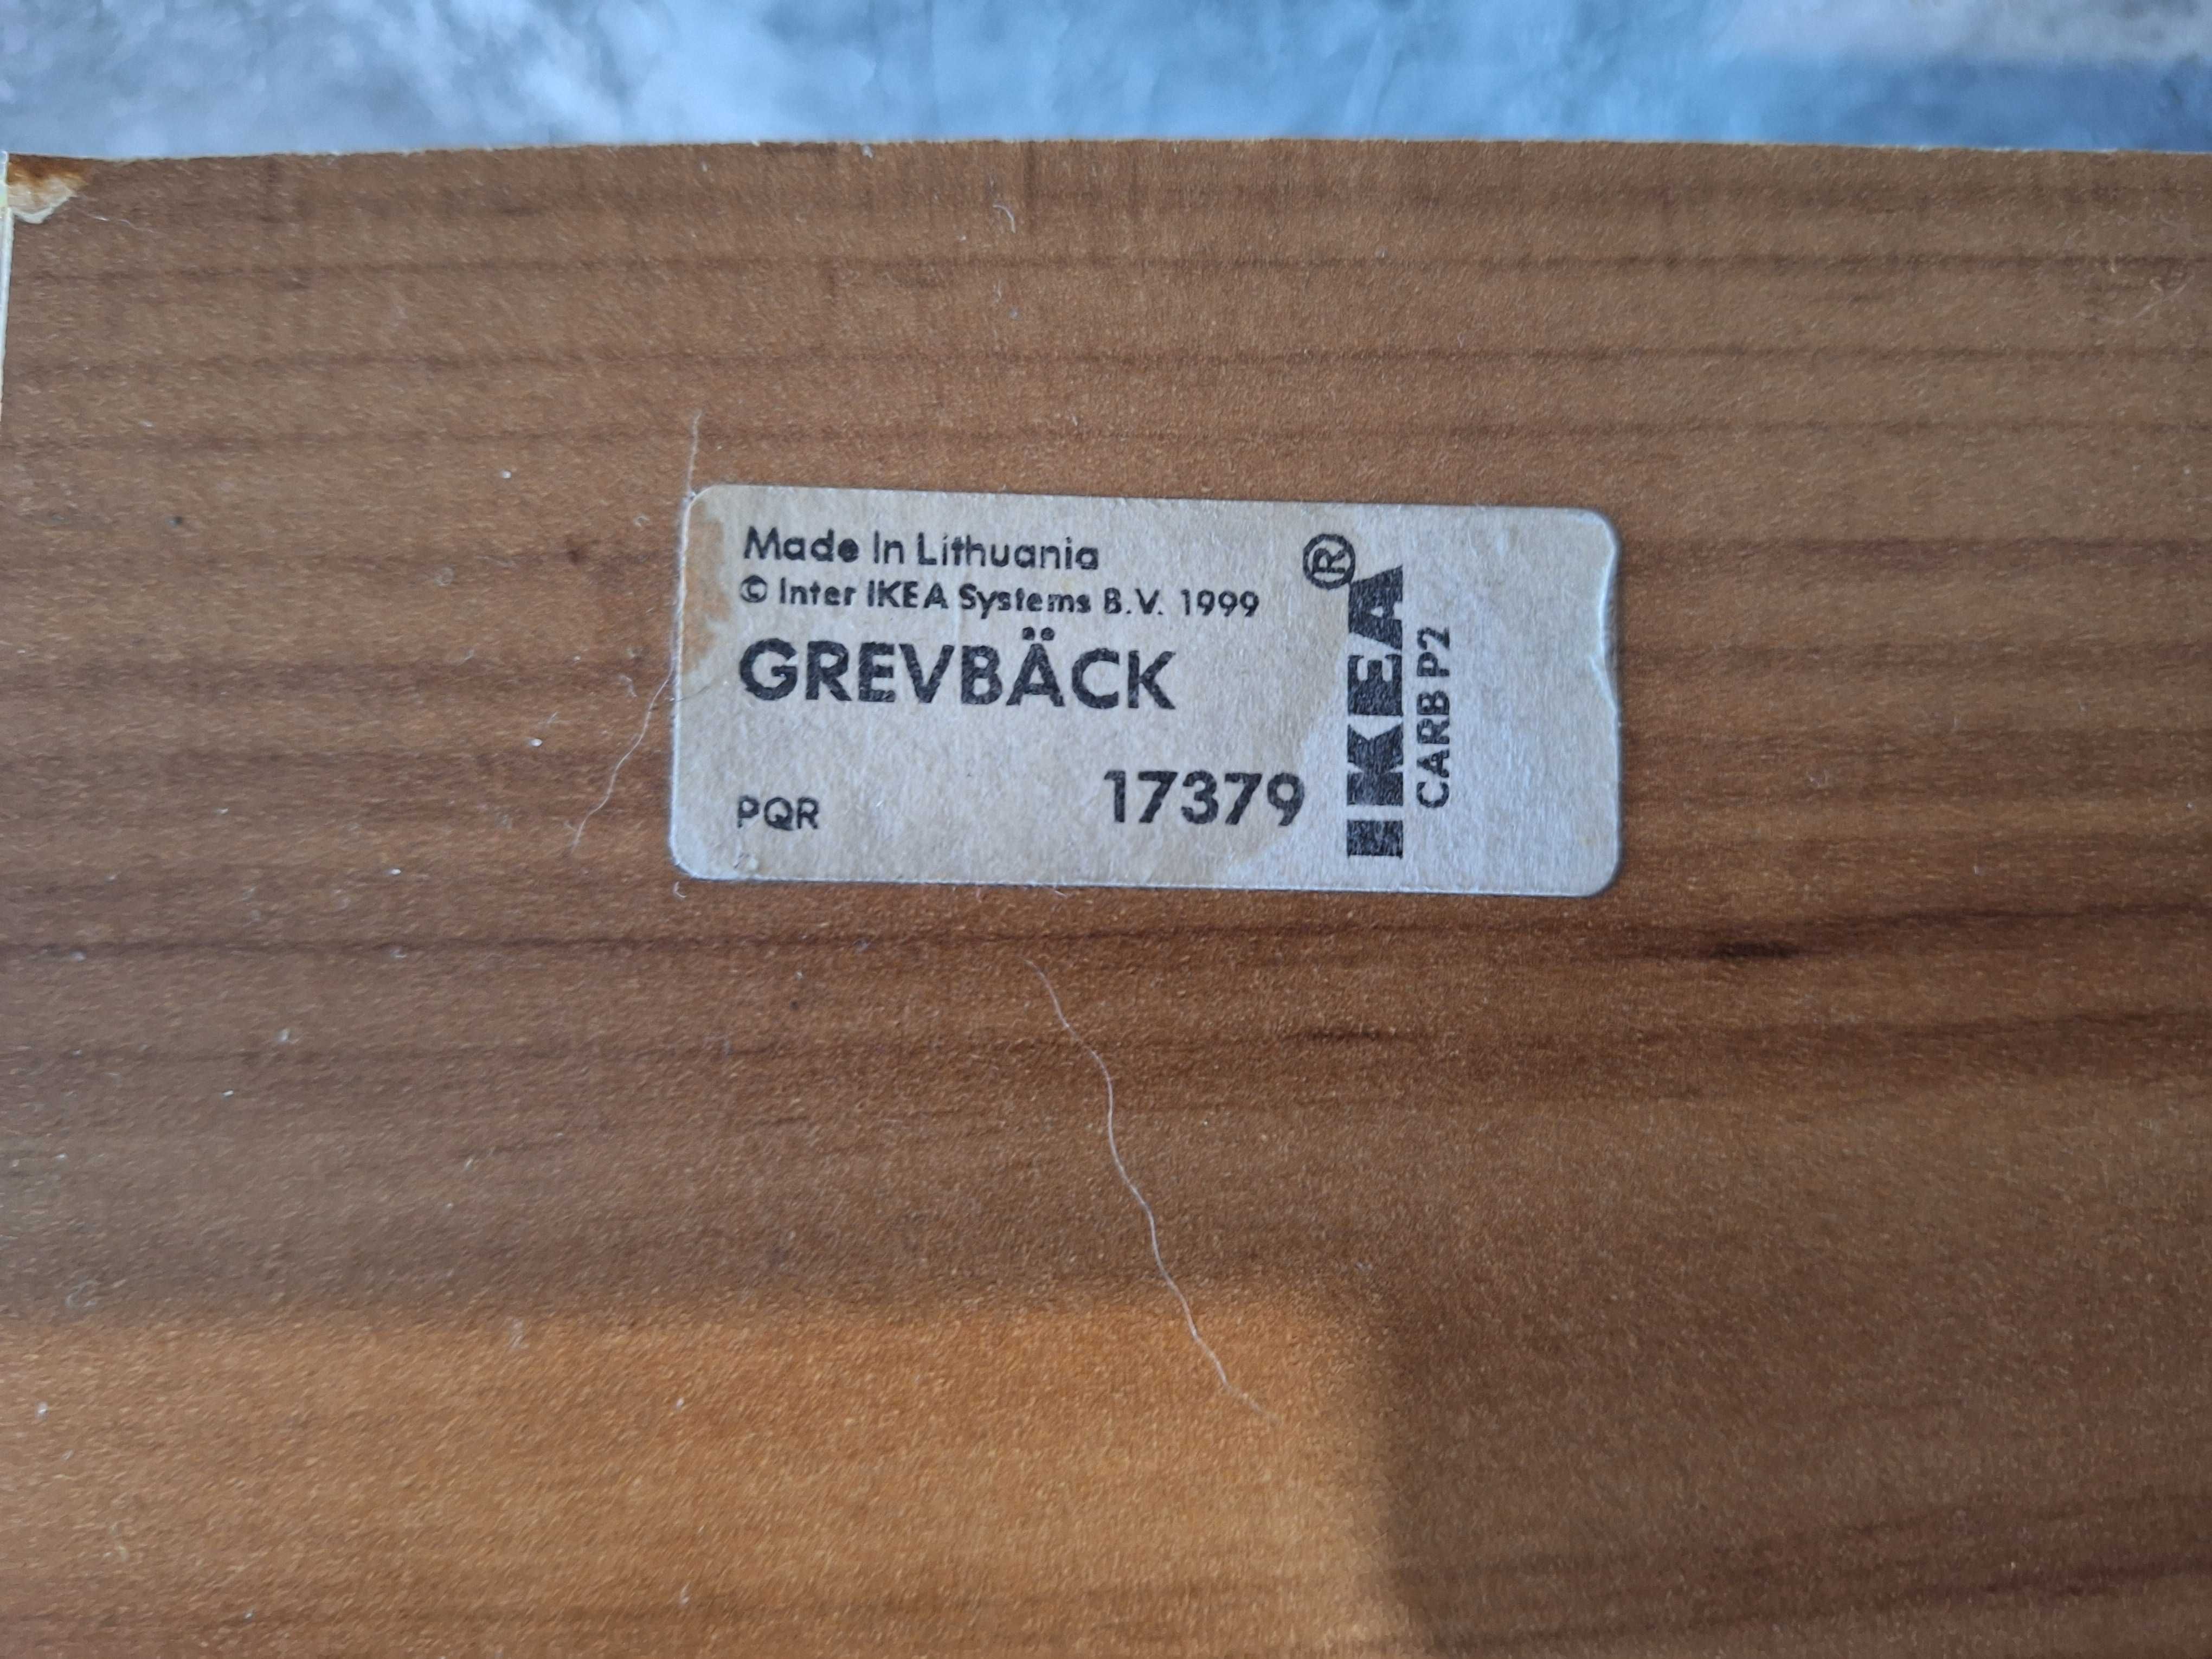 Made In Lithuania
© Inter IKEA Systems B.V. 1999
GREVBÄCK
PQR
17379
IKEA®
CARB P2